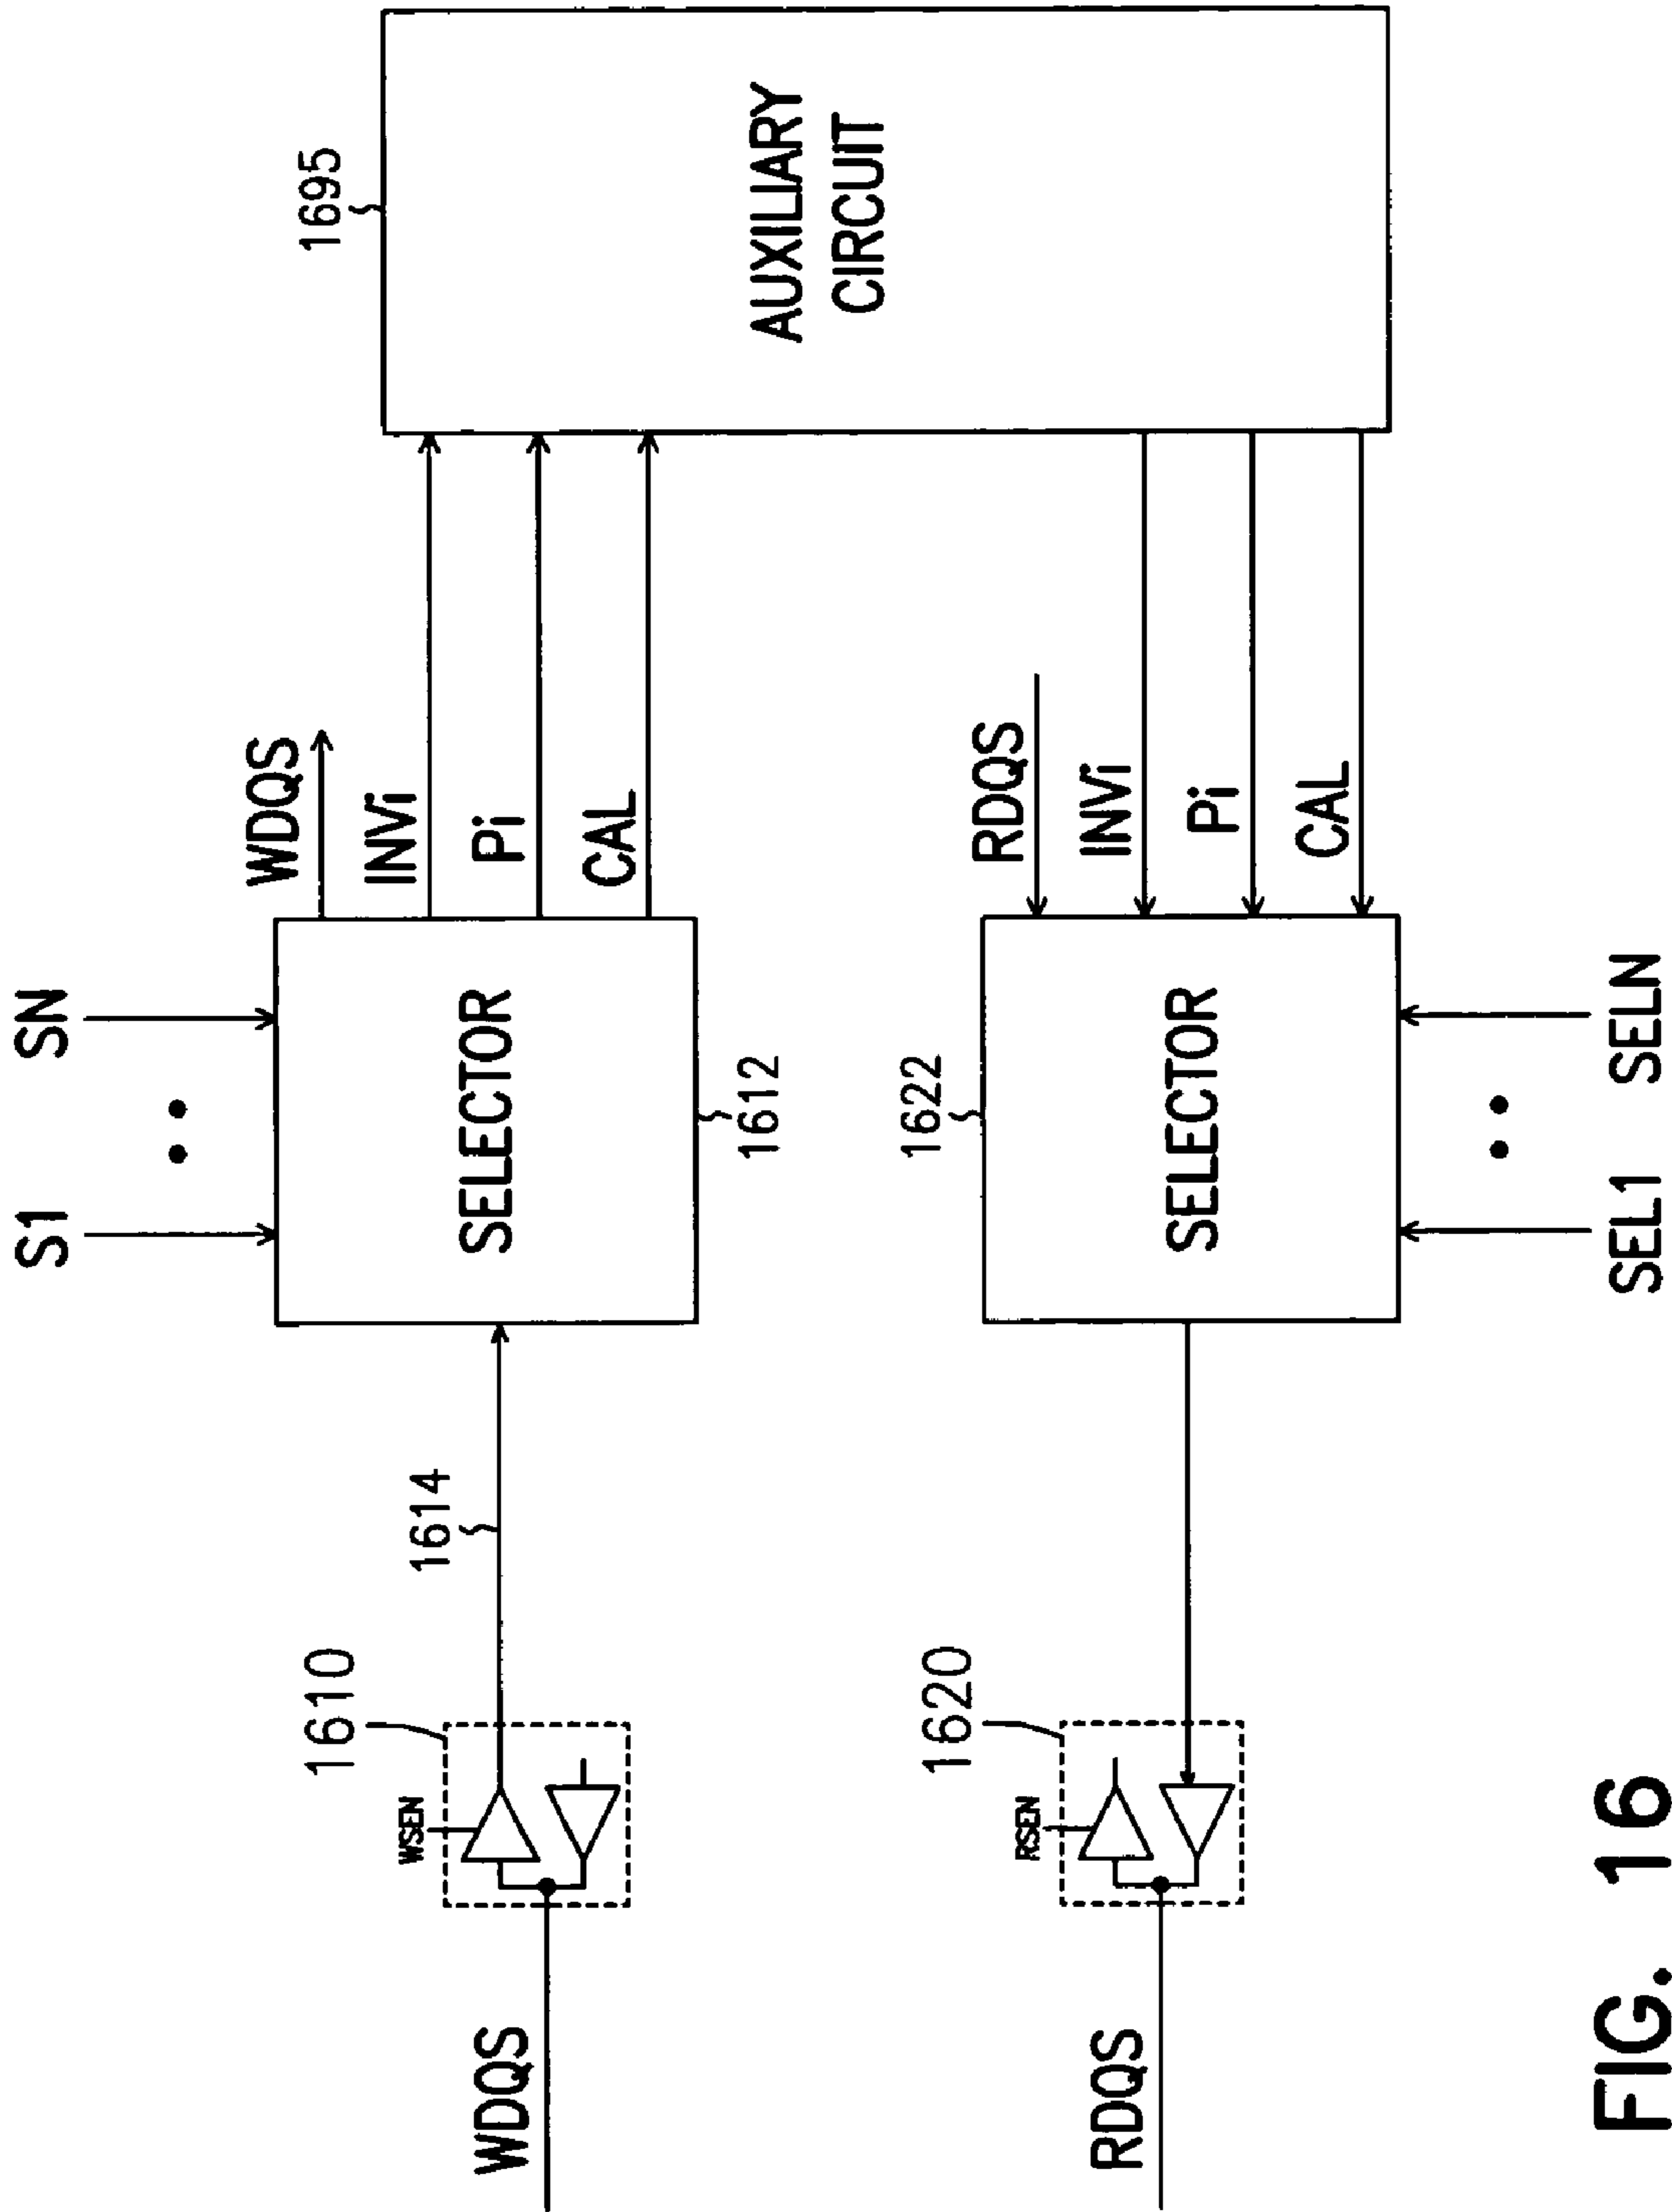 S1 SN
WDQS
INVi
Pi
CAL
1695
AUXILIARY
CIRCUIT
SELECTOR
1612
1614
1610
WSEN
WDQS
RDQS
INVi
Pi
CAL
1622
SELECTOR
1620
RSEN
RDQS
SEL1 SELN
FIG. 16